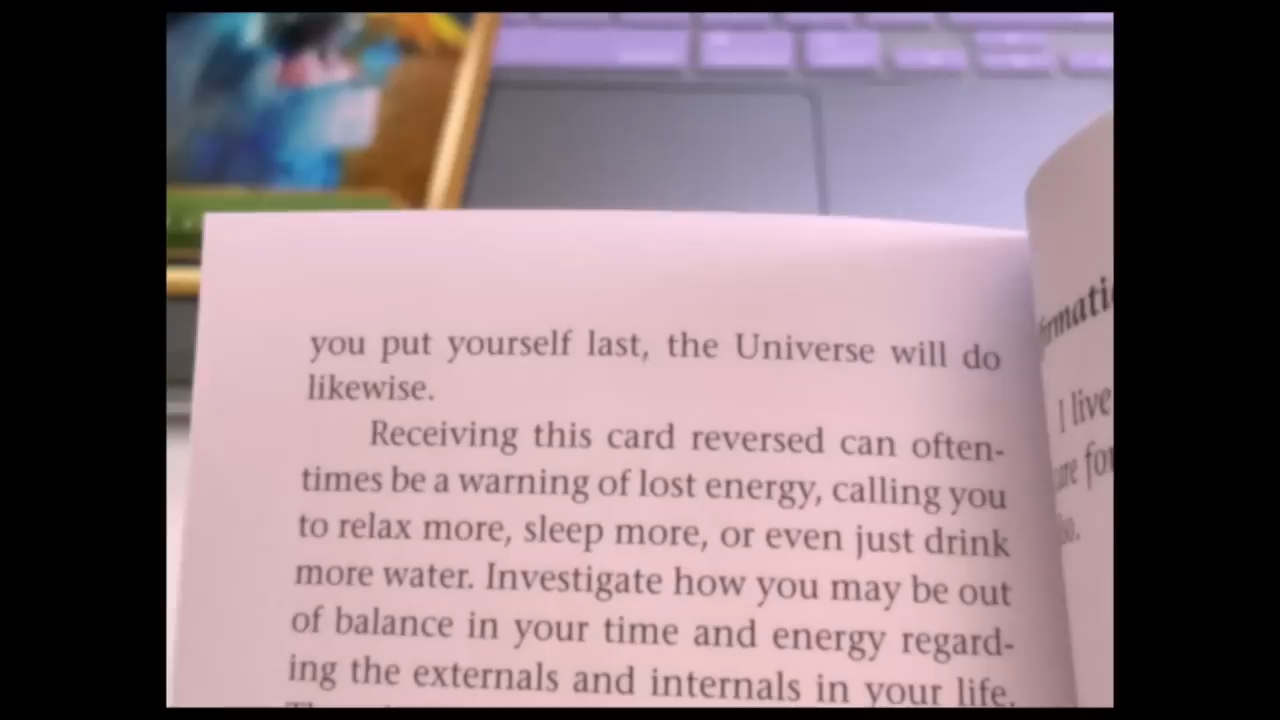 you put yourself last, the Universe will do
likewise.
Receiving this card reversed can often-
times be a warning of lost energy, calling you
to relax more, sleep more, or even just drink
more water. Investigate how you may be out
of balance in your time and energy regard-
ing the externals and internals in your life.
I live